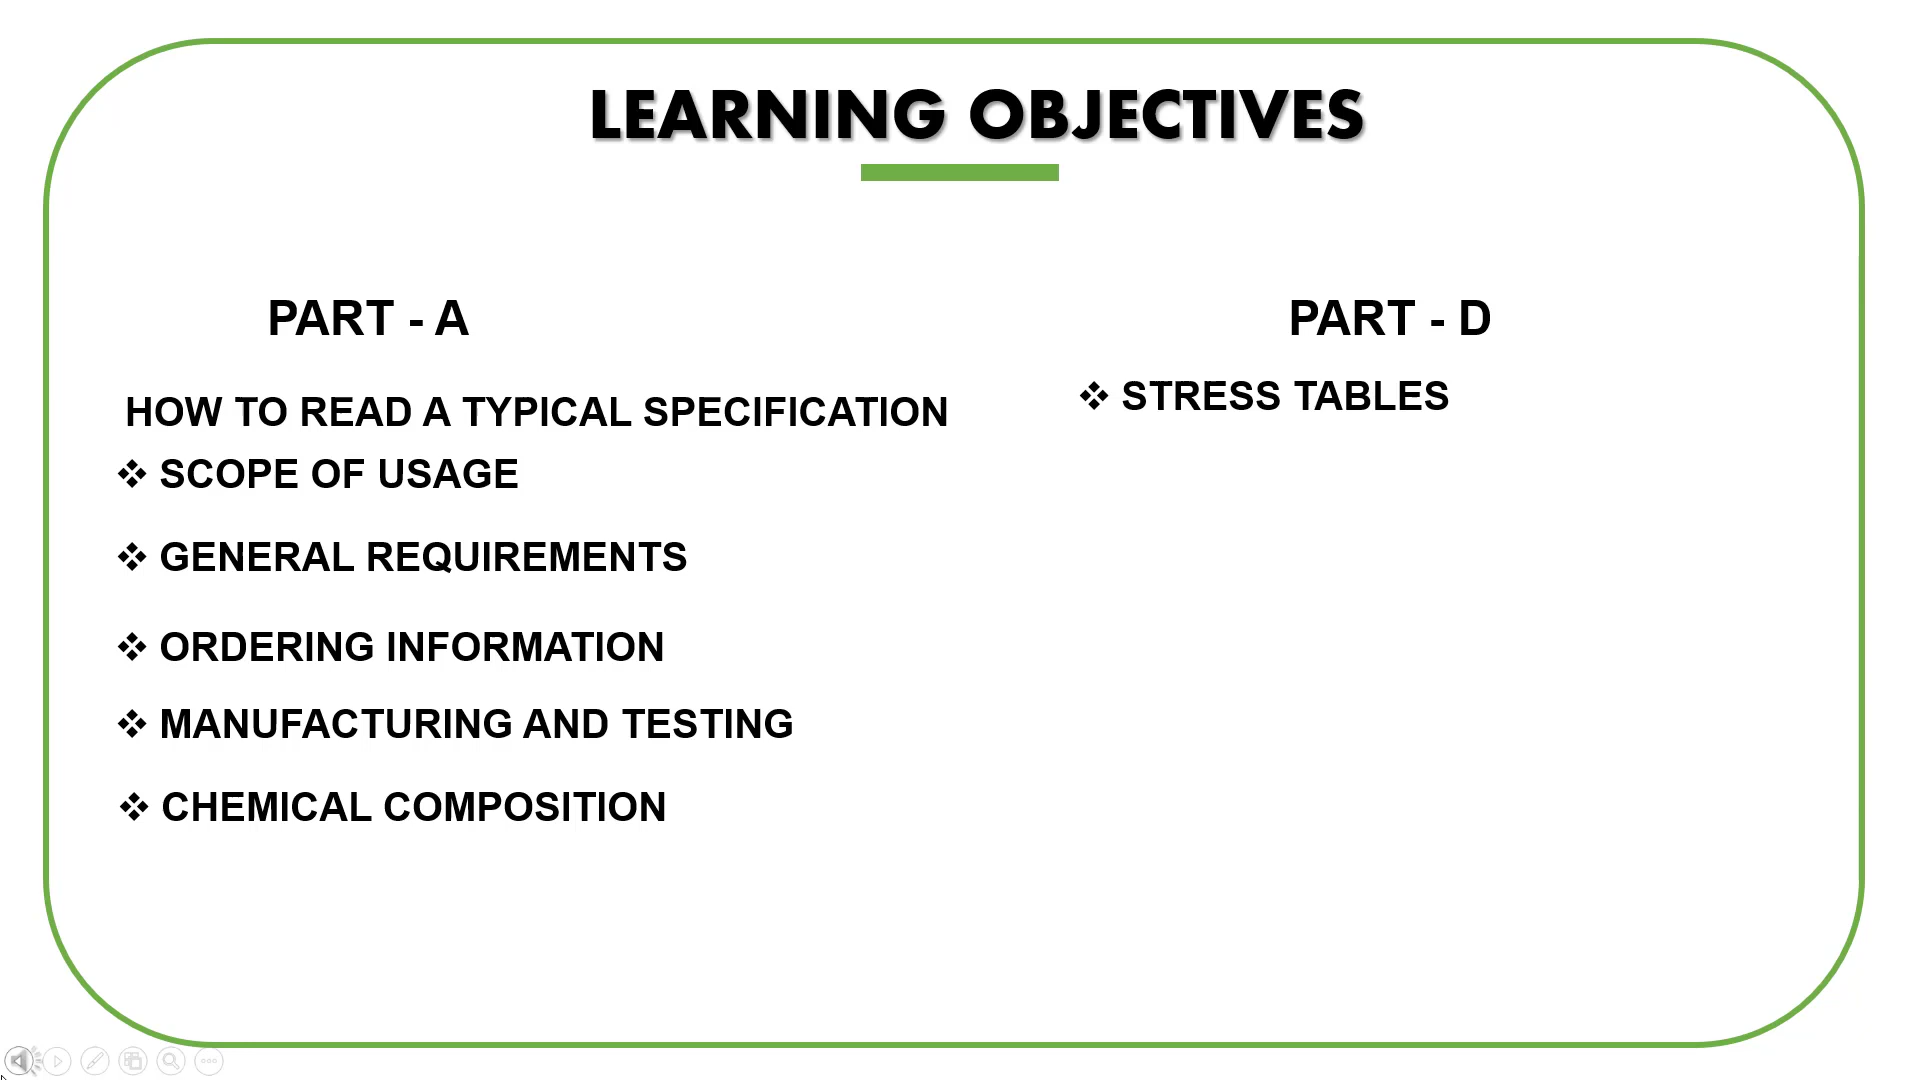 LEARNING OBJECTIVES
PART - A
HOW TO READ A TYPICAL SPECIFICATION
❖ SCOPE OF USAGE
❖ GENERAL REQUIREMENTS
❖ ORDERING INFORMATION
❖ MANUFACTURING AND TESTING
❖ CHEMICAL COMPOSITION
PART - D
❖ STRESS TABLES